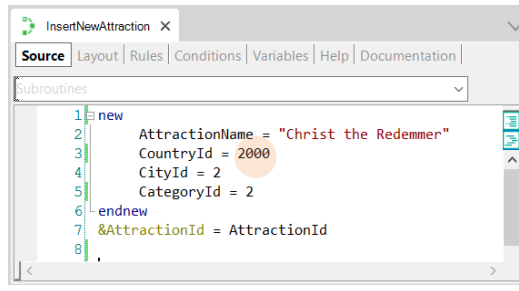 InsertNewAttraction X
Source Layout Rules Conditions Variables Help Documentation
Subroutines
1 new
2 AttractionName = "Christ the Redemmer"
3 CountryId = 2000
4 CityId = 2
5 CategoryId = 2
6 endnew
7 &AttractionId = AttractionId
8